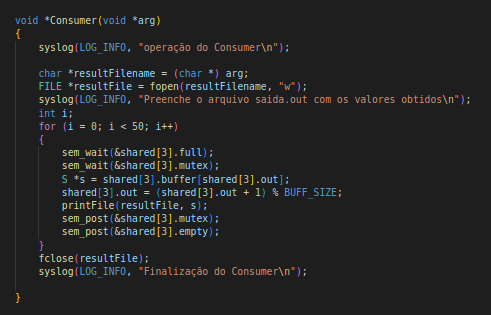 void *Consumer(void *arg)
{
    syslog(LOG_INFO, "operação do Consumer\n");

    char *resultFilename = (char *) arg;
    FILE *resultFile = fopen(resultFilename, "w");
    syslog(LOG_INFO, "Preenche o arquivo saida.out com os valores obtidos\n");
    int i;
    for (i = 0; i < 50; i++)
    {
        sem_wait(&shared[3].full);
        sem_wait(&shared[3].mutex);
        S *s = shared[3].buffer[shared[3].out];
        shared[3].out = (shared[3].out + 1) % BUFF_SIZE;
        printFile(resultFile, s);
        sem_post(&shared[3].mutex);
        sem_post(&shared[3].empty);
    }
    fclose(resultFile);
    syslog(LOG_INFO, "Finalização do Consumer\n");

}